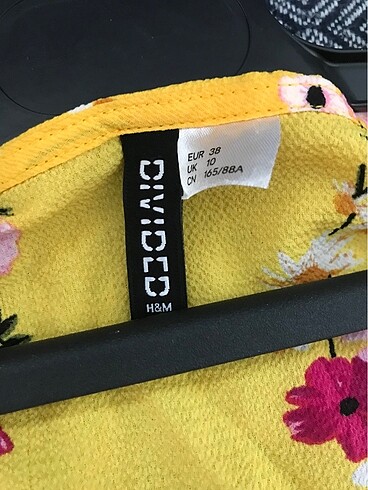 DIVIDED
H&M
EUR 38
UK 10
CN 165/88A